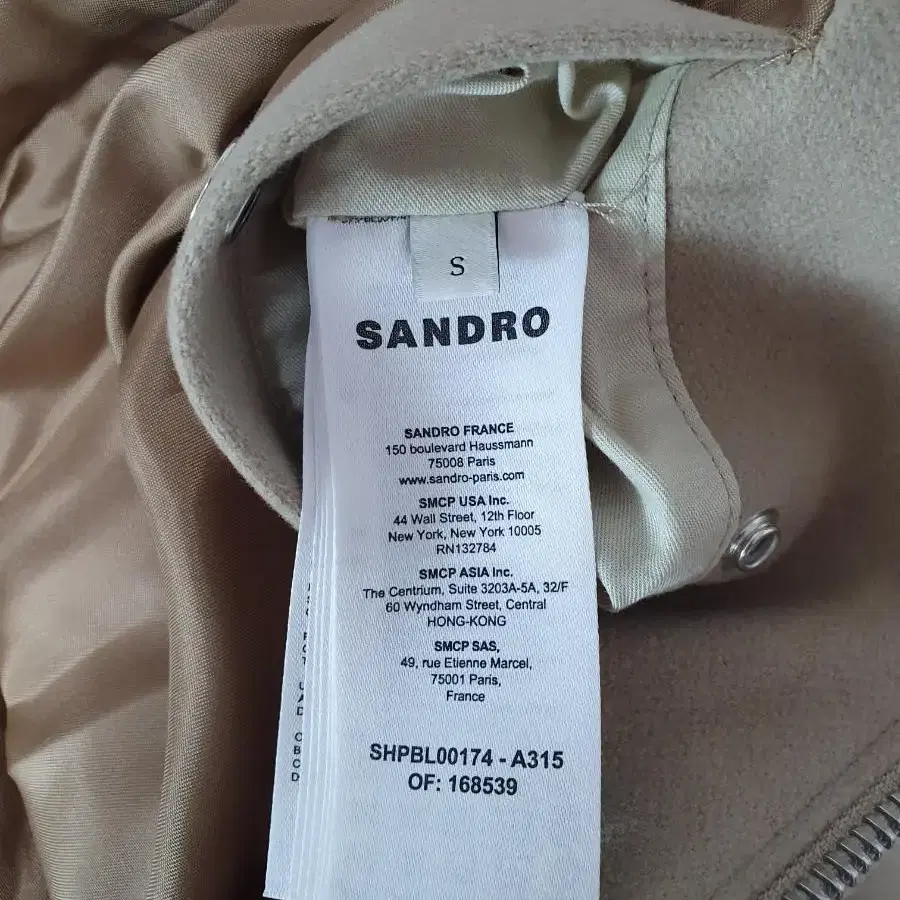 S
SANDRO
SANDRO FRANCE
150 boulevard Haussmann
75008 Paris
www.sandro-paris.com
SMCP USA Inc.
44 Wall Street, 12th Floor
New York, New York 10005
RN132784
SMCP ASIA Inc.
The Centrium, Suite 3203A-5A, 32/F
60 Wyndham Street, Central
HONG-KONG
SMCP SAS,
49, rue Etienne Marcel,
75001 Paris,
France
SHPBL00174 - A315
OF: 168539